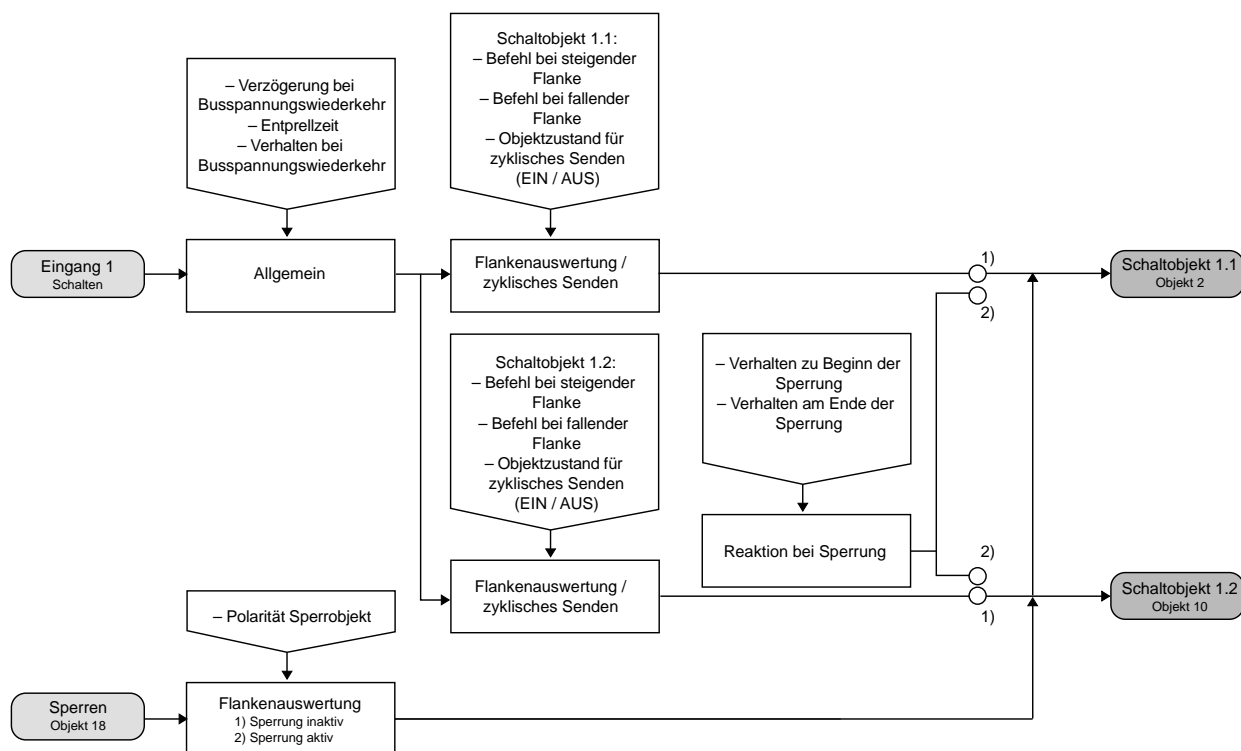 – Verzögerung bei
Busspannungswiederkehr
– Entprellzeit
– Verhalten bei
Busspannungswiederkehr
Schaltobjekt 1.1:
– Befehl bei steigender
Flanke
– Befehl bei fallender
Flanke
– Objektzustand für
zyklisches Senden
(EIN / AUS)
Eingang 1
Schalten
Allgemein
Flankenauswertung /
zyklisches Senden
1)
2)
Schaltobjekt 1.1
Objekt 2
Schaltobjekt 1.2:
– Befehl bei steigender
Flanke
– Befehl bei fallender
Flanke
– Objektzustand für
zyklisches Senden
(EIN / AUS)
– Verhalten zu Beginn der
Sperrung
– Verhalten am Ende der
Sperrung
Reaktion bei Sperrung
Flankenauswertung /
zyklisches Senden
2)
1)
Schaltobjekt 1.2
Objekt 10
– Polarität Sperrobjekt
Sperren
Objekt 18
Flankenauswertung
1) Sperrung inaktiv
2) Sperrung aktiv